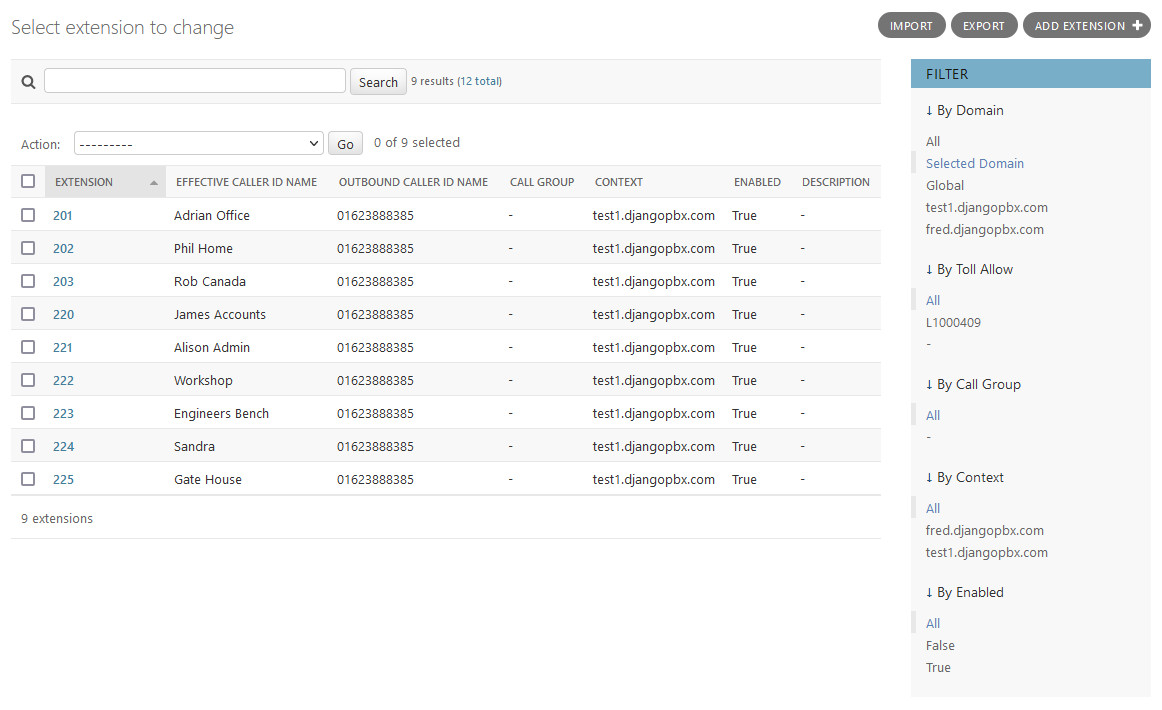 Select extension to change
IMPORT EXPORT ADD EXTENSION +
Search 9 results (12 total)
Action: --------- Go 0 of 9 selected
EXTENSION EFFECTIVE CALLER ID NAME OUTBOUND CALLER ID NAME CALL GROUP CONTEXT ENABLED DESCRIPTION
201 Adrian Office 01623888385 - test1.djangopbx.com True -
202 Phil Home 01623888385 - test1.djangopbx.com True -
203 Rob Canada 01623888385 - test1.djangopbx.com True -
220 James Accounts 01623888385 - test1.djangopbx.com True -
221 Alison Admin 01623888385 - test1.djangopbx.com True -
222 Workshop 01623888385 - test1.djangopbx.com True -
223 Engineers Bench 01623888385 - test1.djangopbx.com True -
224 Sandra 01623888385 - test1.djangopbx.com True -
225 Gate House 01623888385 - test1.djangopbx.com True -
9 extensions
FILTER
↓ By Domain
All
Selected Domain
Global
test1.djangopbx.com
fred.djangopbx.com
↓ By Toll Allow
All
L1000409
-
↓ By Call Group
All
-
↓ By Context
All
fred.djangopbx.com
test1.djangopbx.com
↓ By Enabled
All
False
True